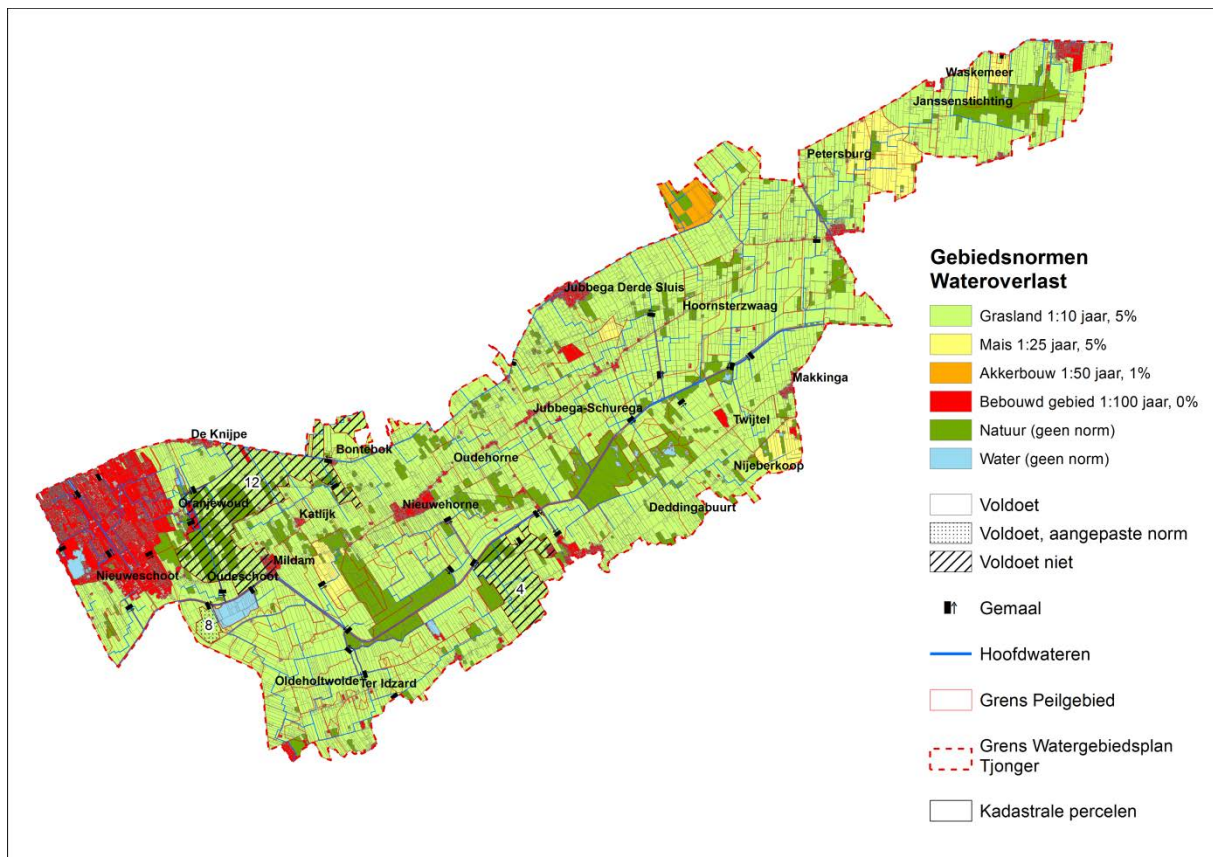 Waskemeer
Janssenstichting
Petersburg
Jubbega Derde Sluis
Hoornsterzwaag
Makkinga
Jubbega-Schurega
Twijtel
De Knijpe
Bontebok
Oudehorne
Nijeberkoop
12
Oranjewoud
Katlijk
Nieuwehorne
Deddingabuurt
Mildam
Nieuweschoot
Oudeschoot
4
8
Oldeholtwolde
Ter Idzard
Gebiedsnormen
Wateroverlast
Grasland 1:10 jaar, 5%
Mais 1:25 jaar, 5%
Akkerbouw 1:50 jaar, 1%
Bebouwd gebied 1:100 jaar, 0%
Natuur (geen norm)
Water (geen norm)
Voldoet
Voldoet, aangepaste norm
Voldoet niet
Gemaal
Hoofdwateren
Grens Peilgebied
Grens Watergebiedsplan
Tjonger
Kadastrale percelen